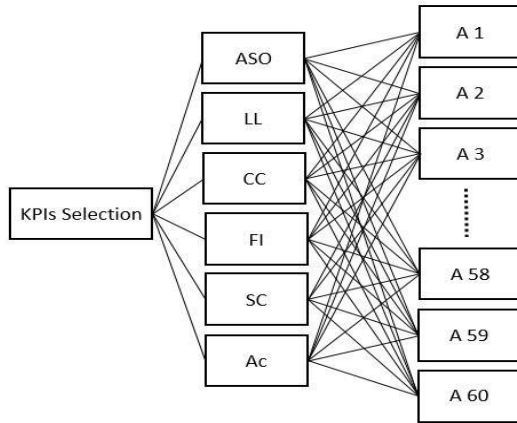 KPIs Selection
ASO
LL
CC
FI
SC
Ac
A 1
A 2
A 3
A 58
A 59
A 60